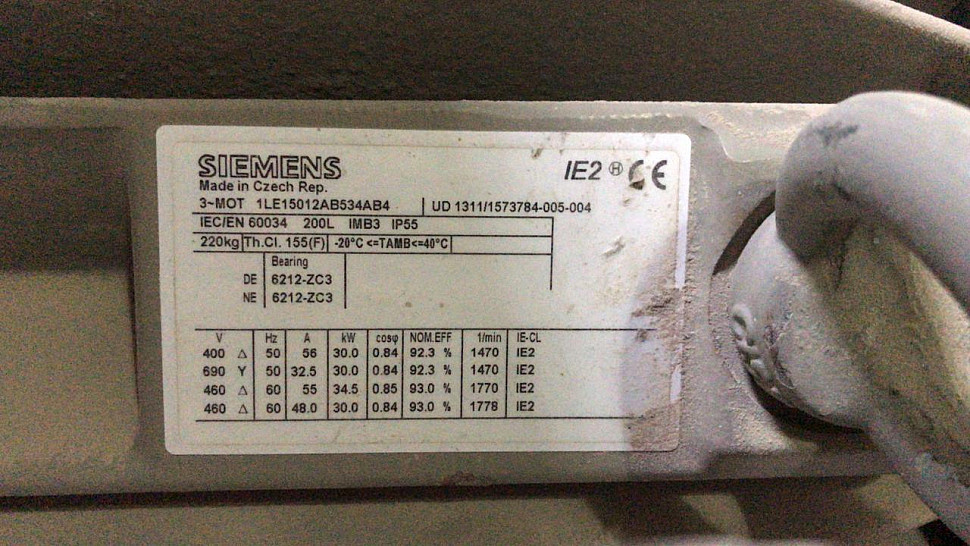 SIEMENS IE2 H CE
Made in Czech Rep.
3~MOT 1LE15012AB534AB4 UD 1311/1573784-005-004
IEC/EN 60034 200L IMB3 IP55
220kg Th.Cl. 155(F) -20°C <=TAMB<=40°C
Bearing
DE 6212-ZC3
NE 6212-ZC3
V Hz A kW cosφ NOM.EFF 1/min IE-CL
400 Δ 50 56 30.0 0.84 92.3 % 1470 IE2
690 Y 50 32.5 30.0 0.84 92.3 % 1470 IE2
460 Δ 60 55 34.5 0.85 93.0 % 1770 IE2
460 Δ 60 48.0 30.0 0.84 93.0 % 1778 IE2